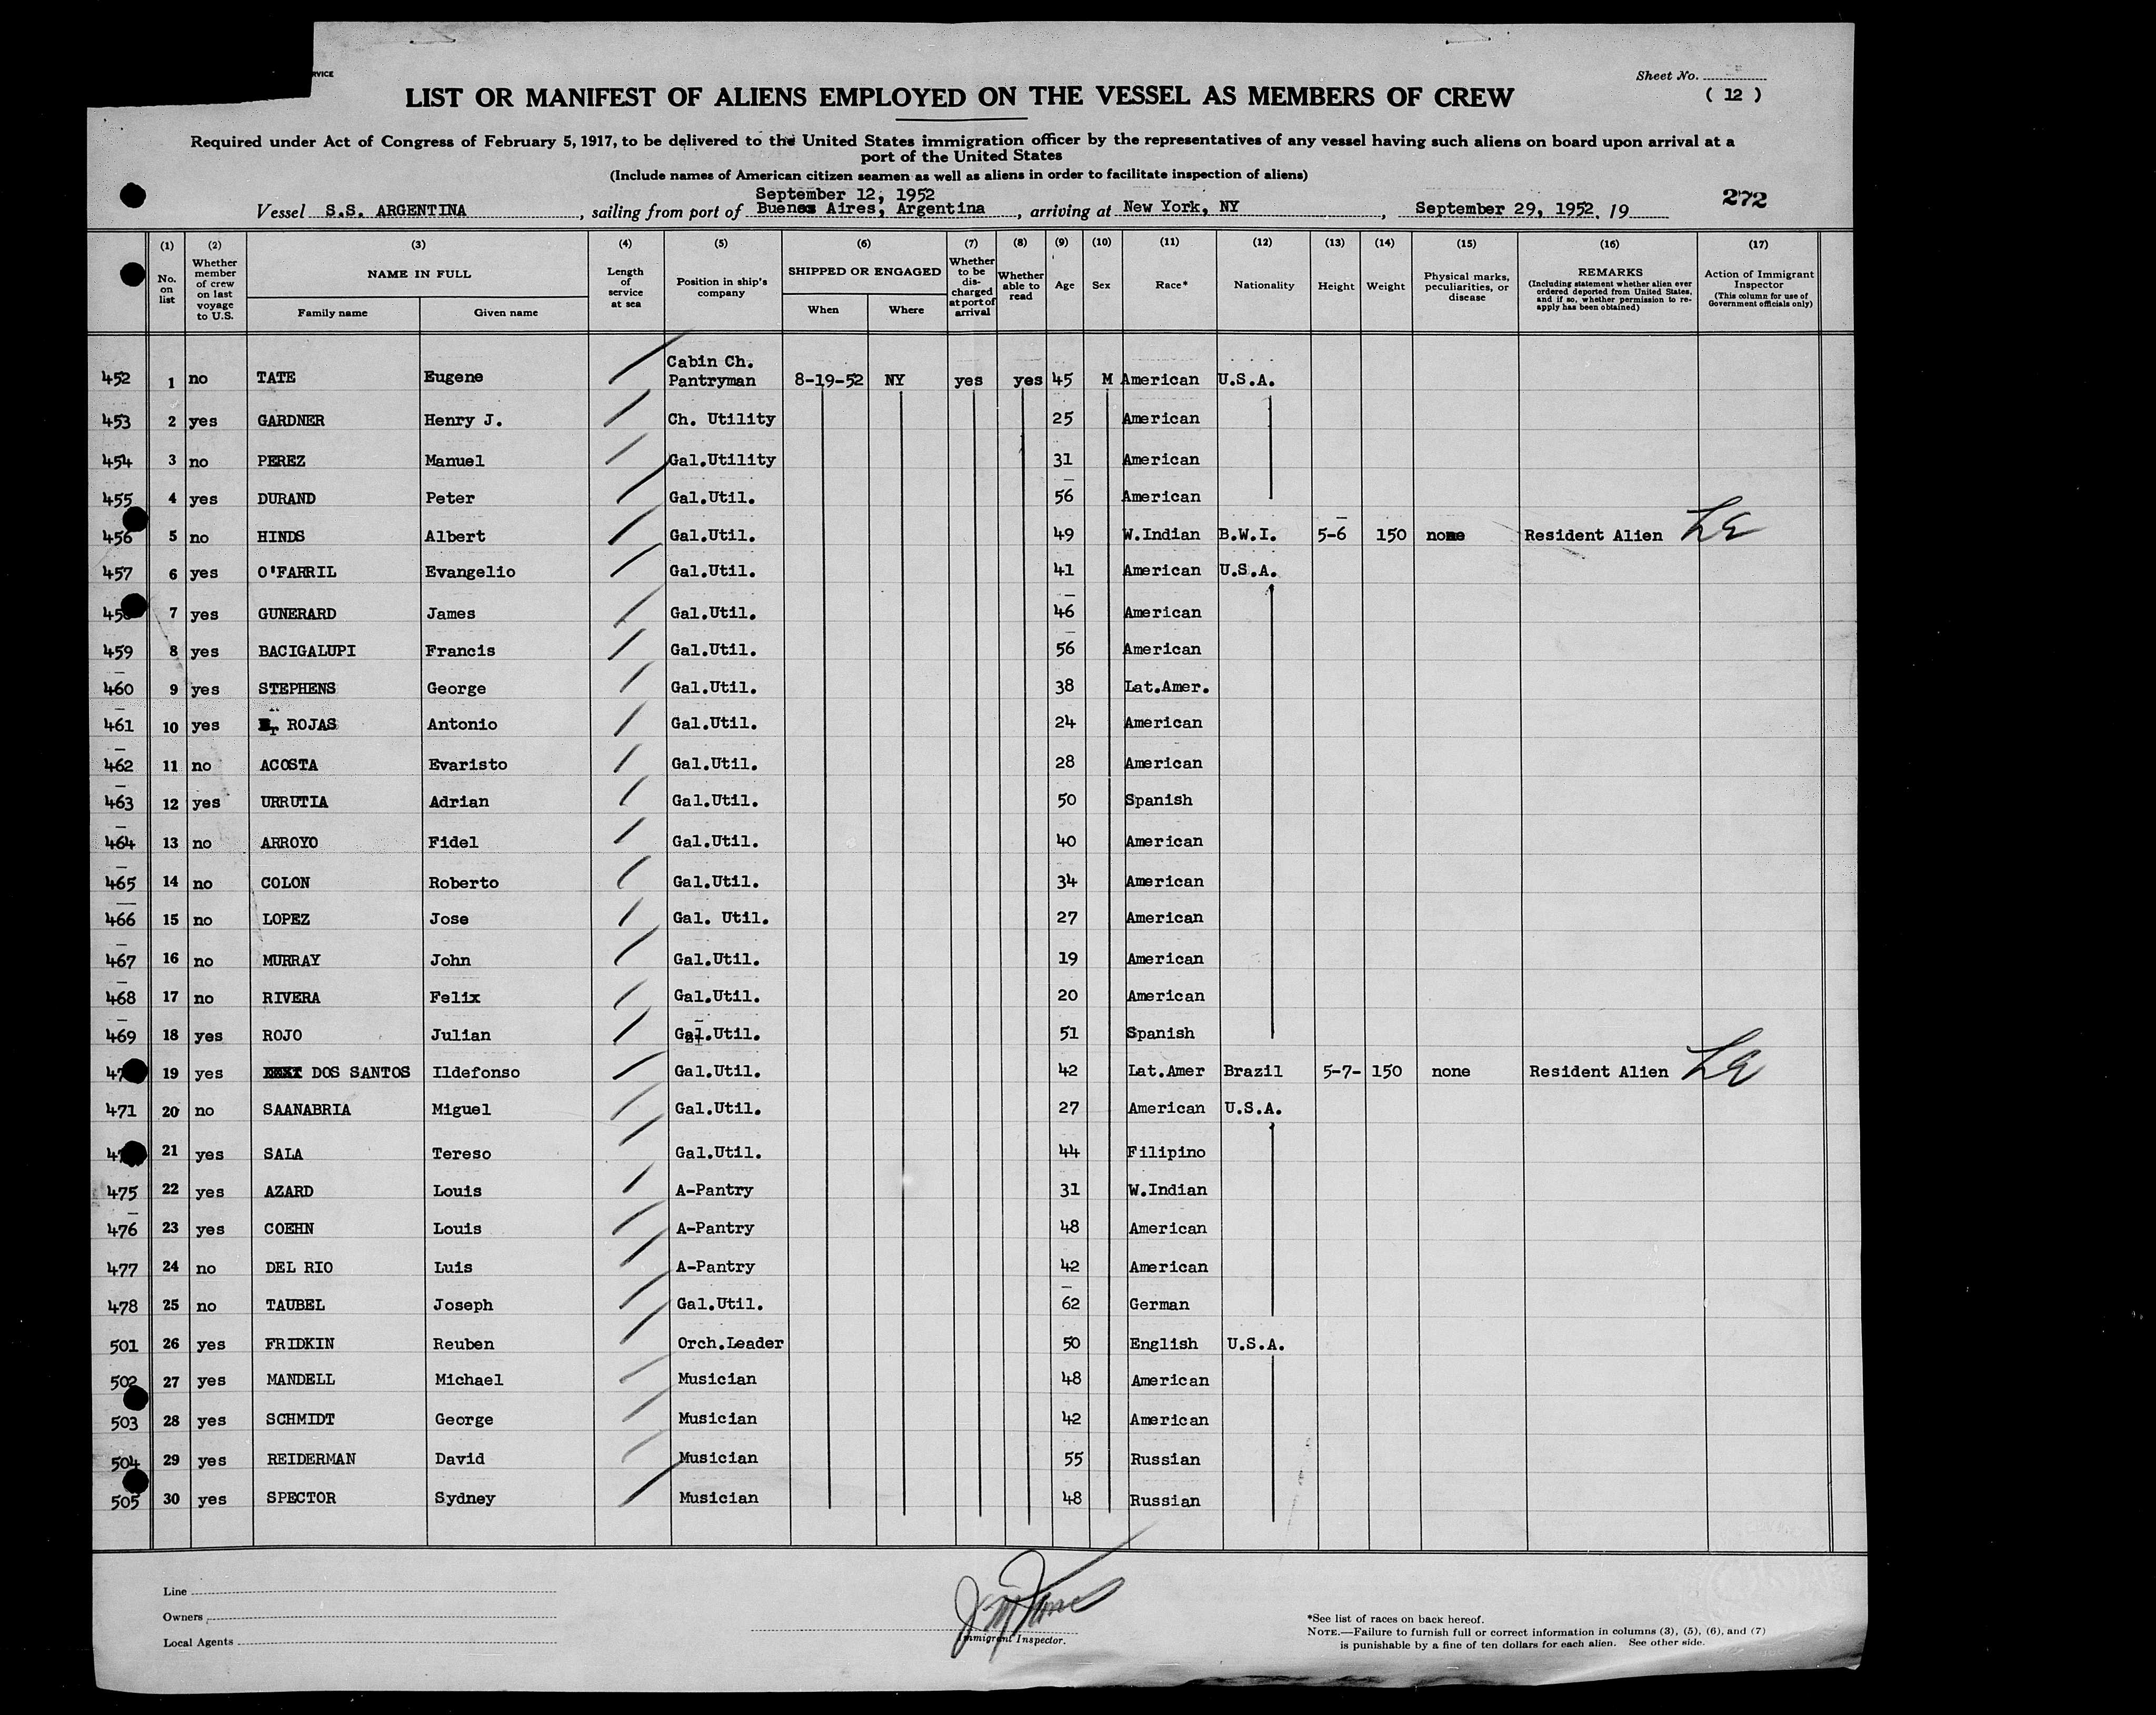 RVICE
Sheet No.
( 12 )
LIST OR MANIFEST OF ALIENS EMPLOYED ON THE VESSEL AS MEMBERS OF CREW
Required under Act of Congress of February 5, 1917, to be delivered to the United States immigration officer by the representatives of any vessel having such aliens on board upon arrival at a
port of the United States
(Include names of American citizen seamen as well as aliens in order to facilitate inspection of aliens)
September 12, 1952
272
Vessel S.S. ARGENTINA, sailing from port of Buenos Aires, Argentina, arriving at New York, NY, September 29, 1952, 19
(1) (2) (3) (4) (5) (6) (7) (8) (9) (10) (11) (12) (13) (14) (15) (16) (17)
No. on list
Whether member of crew on last voyage to U.S.
NAME IN FULL
Family name
Given name
Length of service at sea
Position in ship's company
SHIPPED OR ENGAGED
When
Where
Whether to be discharged at port of arrival
Whether able to read
Age
Sex
Race*
Nationality
Height
Weight
Physical marks, peculiarities, or disease
REMARKS
(Including statement whether alien ever ordered deported from United States, and if so, whether permission to re-apply has been obtained)
Action of Immigrant Inspector
(This column for use of Government officials only)
452 1 no TATE Eugene Cabin Ch. Pantryman 8-19-52 NY yes yes 45 M American U.S.A.
453 2 yes GARDNER Henry J. Ch. Utility 25 American
454 3 no PEREZ Manuel Gal.Utility 31 American
455 4 yes DURAND Peter Gal.Util. 56 American
456 5 no HINDS Albert Gal.Util. 49 W.Indian B.W.I. 5-6 150 none Resident Alien
457 6 yes O'FARRIL Evangelio Gal.Util. 41 American U.S.A.
45 7 yes GUNERARD James Gal.Util. 46 American
459 8 yes BACIGALUPI Francis Gal.Util. 56 American
460 9 yes STEPHENS George Gal.Util. 38 Lat.Amer.
461 10 yes ROJAS Antonio Gal.Util. 24 American
462 11 no ACOSTA Evaristo Gal.Util. 28 American
463 12 yes URRUTIA Adrian Gal.Util. 50 Spanish
464 13 no ARROYO Fidel Gal.Util. 40 American
465 14 no COLON Roberto Gal.Util. 34 American
466 15 no LOPEZ Jose Gal. Util. 27 American
467 16 no MURRAY John Gal.Util. 19 American
468 17 no RIVERA Felix Gal.Util. 20 American
469 18 yes ROJO Julian Gal.Util. 51 Spanish
47 19 yes DOS SANTOS Ildefonso Gal.Util. 42 Lat.Amer Brazil 5-7- 150 none Resident Alien
471 20 no SAANABRIA Miguel Gal.Util. 27 American U.S.A.
4 21 yes SALA Tereso Gal.Util. 44 Filipino
475 22 yes AZARD Louis A-Pantry 31 W.Indian
476 23 yes COEHN Louis A-Pantry 48 American
477 24 no DEL RIO Luis A-Pantry 42 American
478 25 no TAUBEL Joseph Gal.Util. 62 German
501 26 yes FRIDKIN Reuben Orch.Leader 50 English U.S.A.
502 27 yes MANDELL Michael Musician 48 American
503 28 yes SCHMIDT George Musician 42 American
504 29 yes REIDERMAN David Musician 55 Russian
505 30 yes SPECTOR Sydney Musician 48 Russian
Line
Owners
Local Agents
Immigrant Inspector.
*See list of races on back hereof.
NOTE.—Failure to furnish full or correct information in columns (3), (5), (6), and (7)
is punishable by a fine of ten dollars for each alien. See other side.